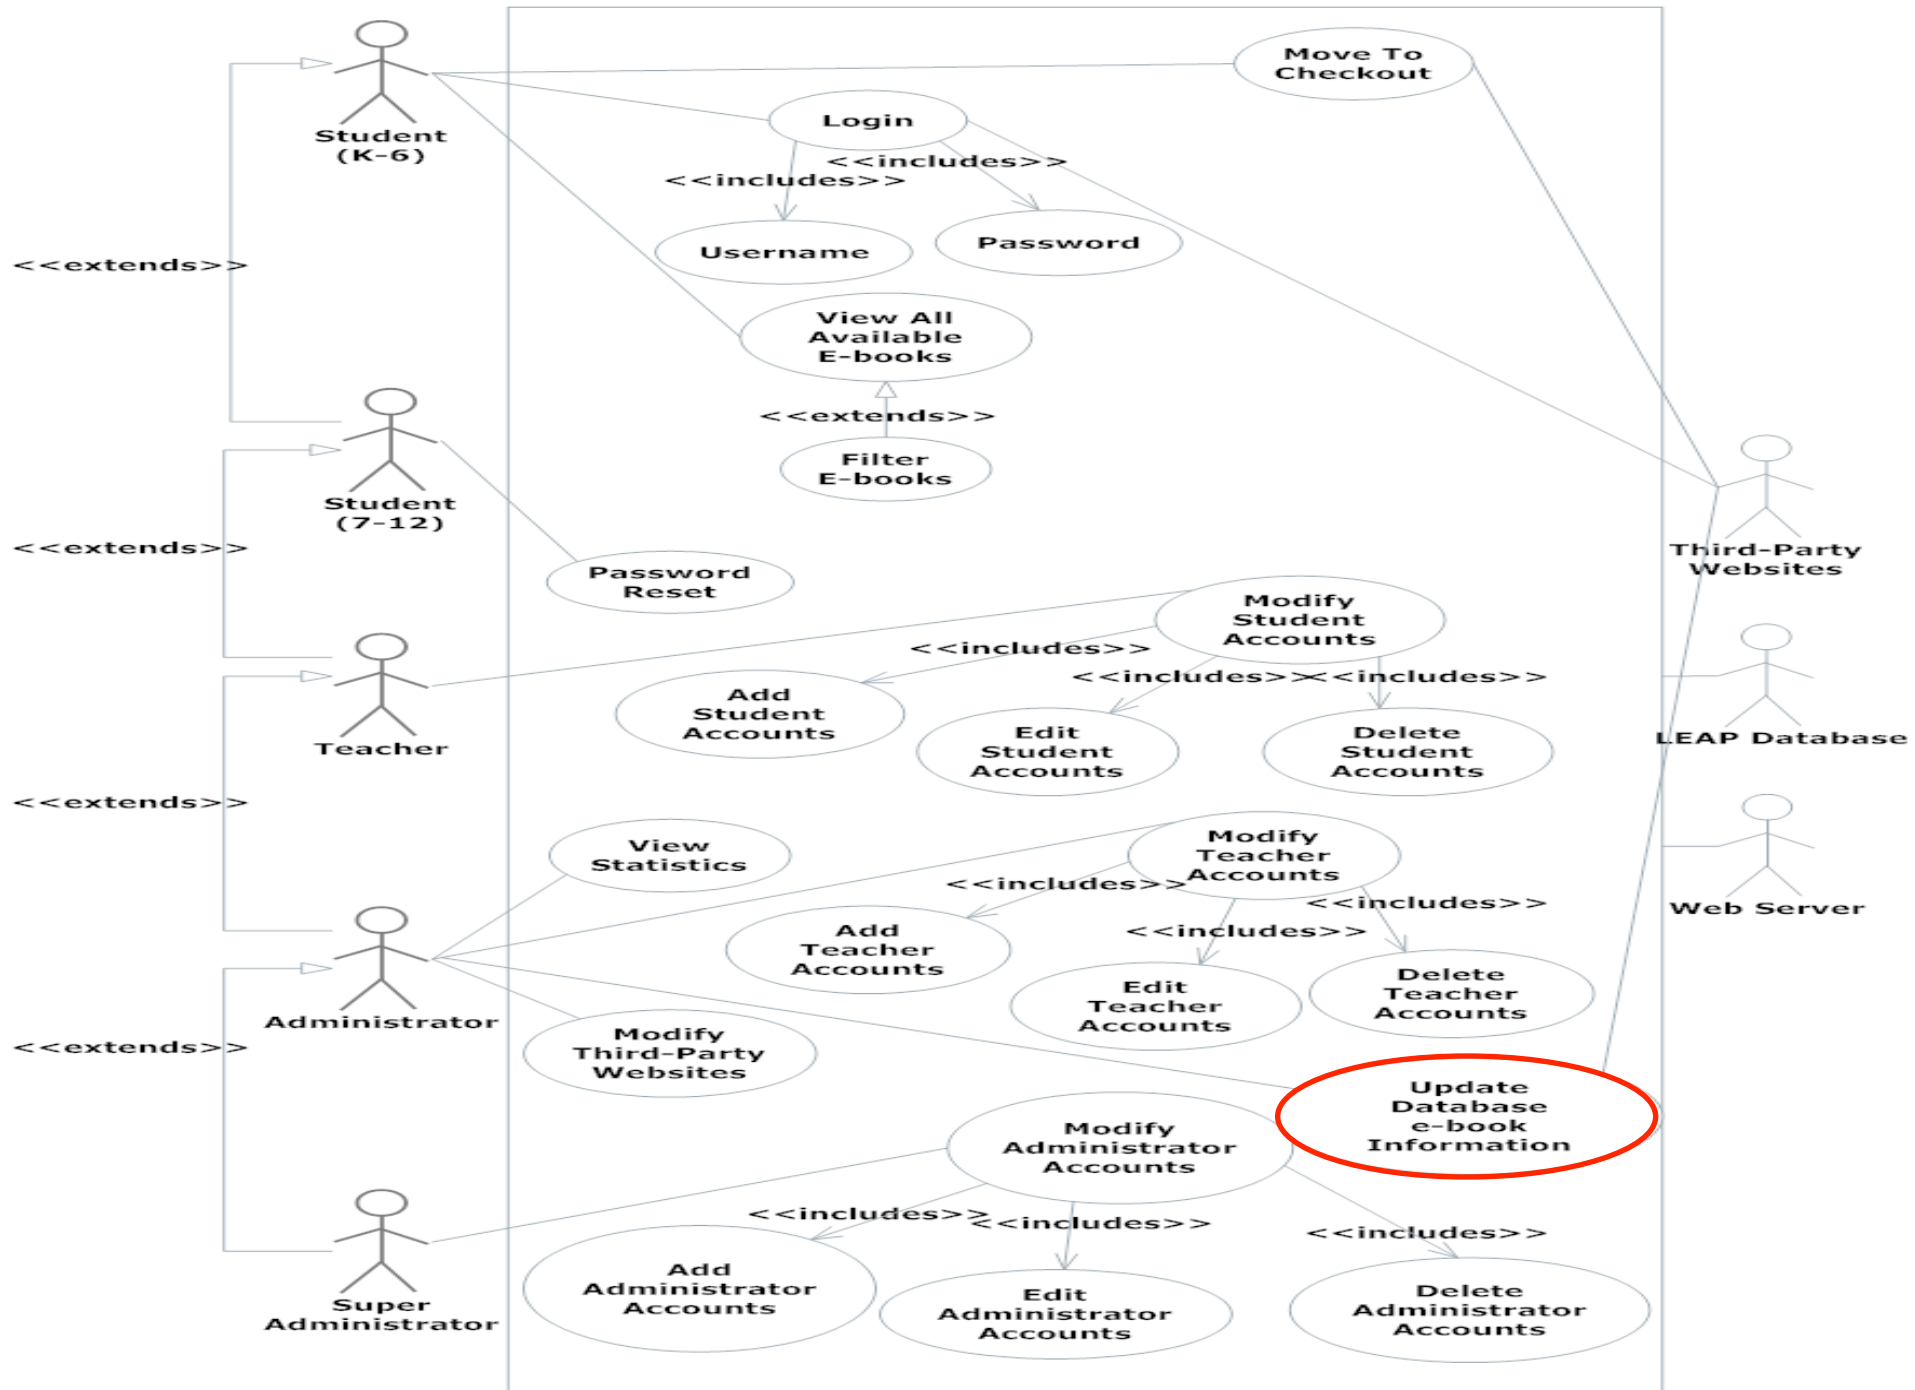 Move To
Checkout
Login
Student
(K-6)
<<includes>>
<<includes>>
Username
Password
<<extends>>
View All
Available
E-books
<<extends>>
Filter
E-books
Student
(7-12)
<<extends>>
Third-Party
Websites
Password
Reset
Modify
Student
Accounts
<<includes>>
<<includes>>
<<includes>>
Add
Student
Accounts
Edit
Student
Accounts
Delete
Student
Accounts
Teacher
LEAP Database
<<extends>>
View
Statistics
Modify
Teacher
Accounts
<<includes>>
<<includes>>
<<includes>>
Web Server
Add
Teacher
Accounts
Edit
Teacher
Accounts
Delete
Teacher
Accounts
Administrator
<<extends>>
Modify
Third-Party
Websites
Update
Database
e-book
Information
Modify
Administrator
Accounts
<<includes>>
<<includes>>
<<includes>>
Add
Administrator
Accounts
Edit
Administrator
Accounts
Delete
Administrator
Accounts
Super
Administrator